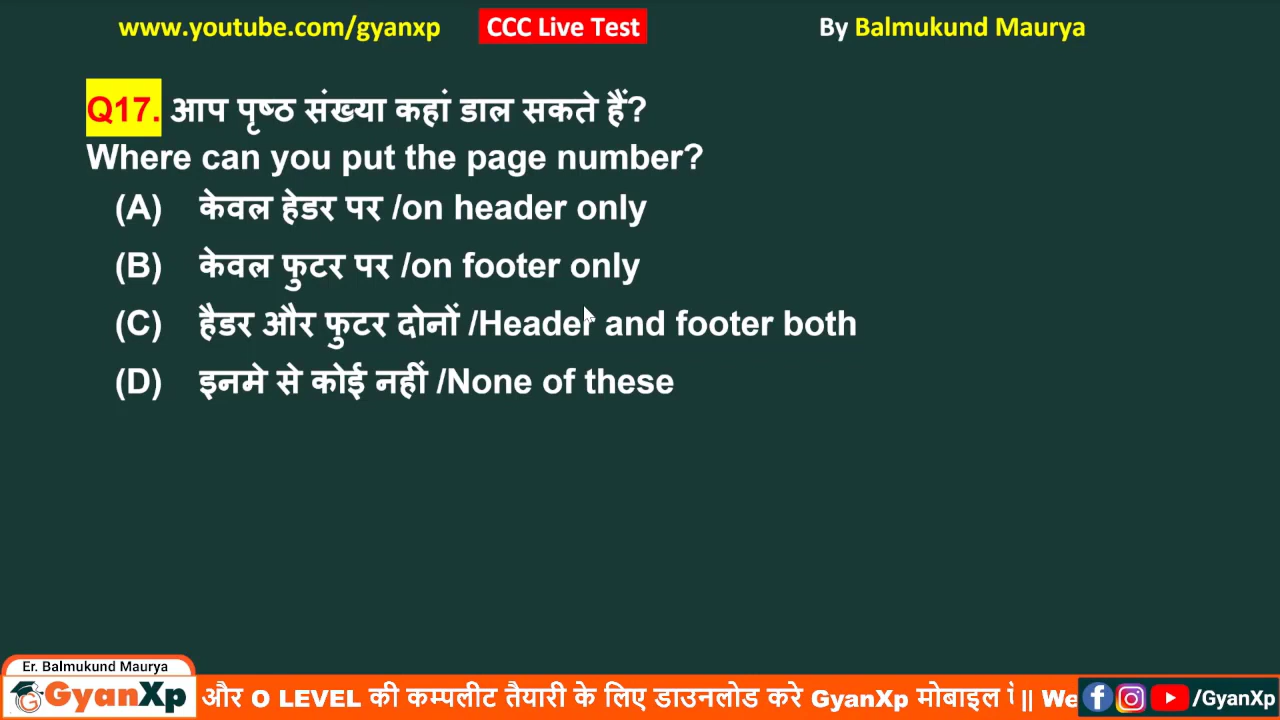 www.youtube.com/gyanxp CCC Live Test By Balmukund Maurya
Q17. आप पृष्ठ संख्या कहां डाल सकते हैं?
Where can you put the page number?
(A) केवल हेडर पर /on header only
(B) केवल फुटर पर /on footer only
(C) हैडर और फुटर दोनों /Header and footer both
(D) इनमे से कोई नहीं /None of these
Er. Balmukund Maurya
GyanXp और O LEVEL की कम्पलीट तैयारी के लिए डाउनलोड करे GyanXp मोबाइल || We /GyanXp